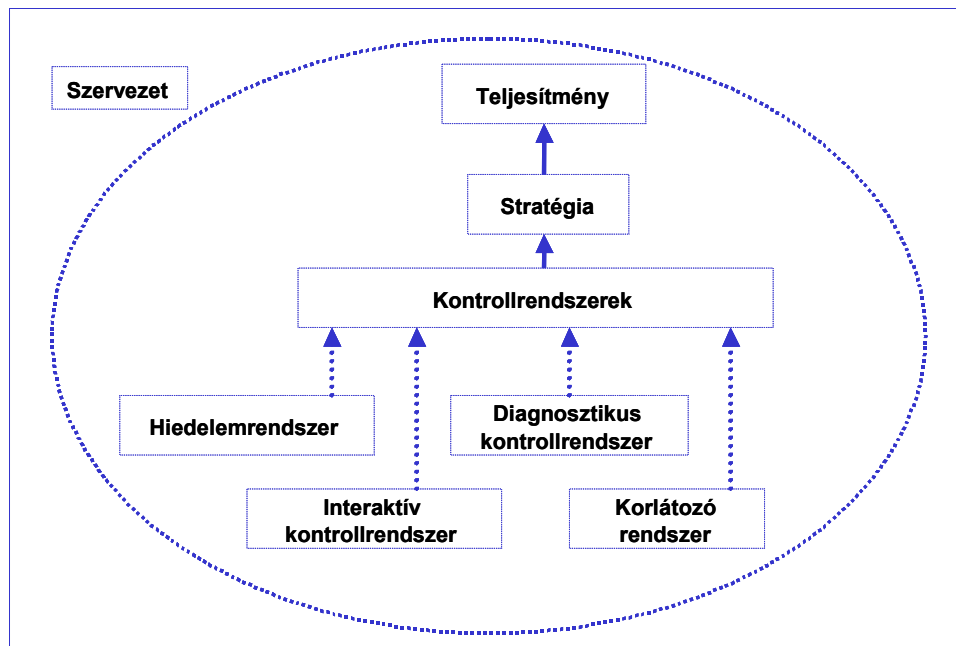 Szervezet
Teljesítmény
Stratégia
Kontrollrendszerek
Hiedelemrendszer
Diagnosztikus
kontrollrendszer
Interaktív
kontrollrendszer
Korlátozó
rendszer